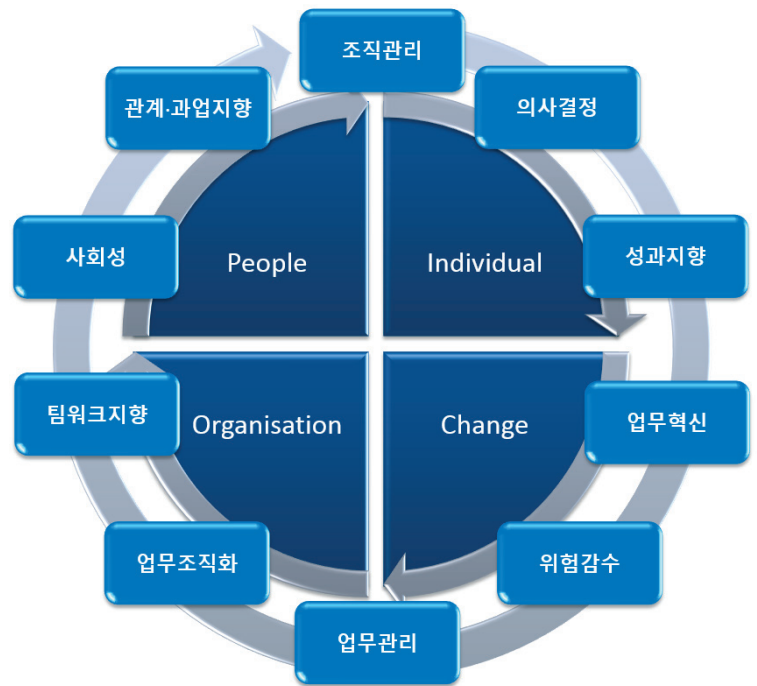 조직관리
관계·과업지향
의사결정
사회성
People
Individual
성과지향
팀워크지향
Organisation
Change
업무혁신
업무조직화
위험감수
업무관리